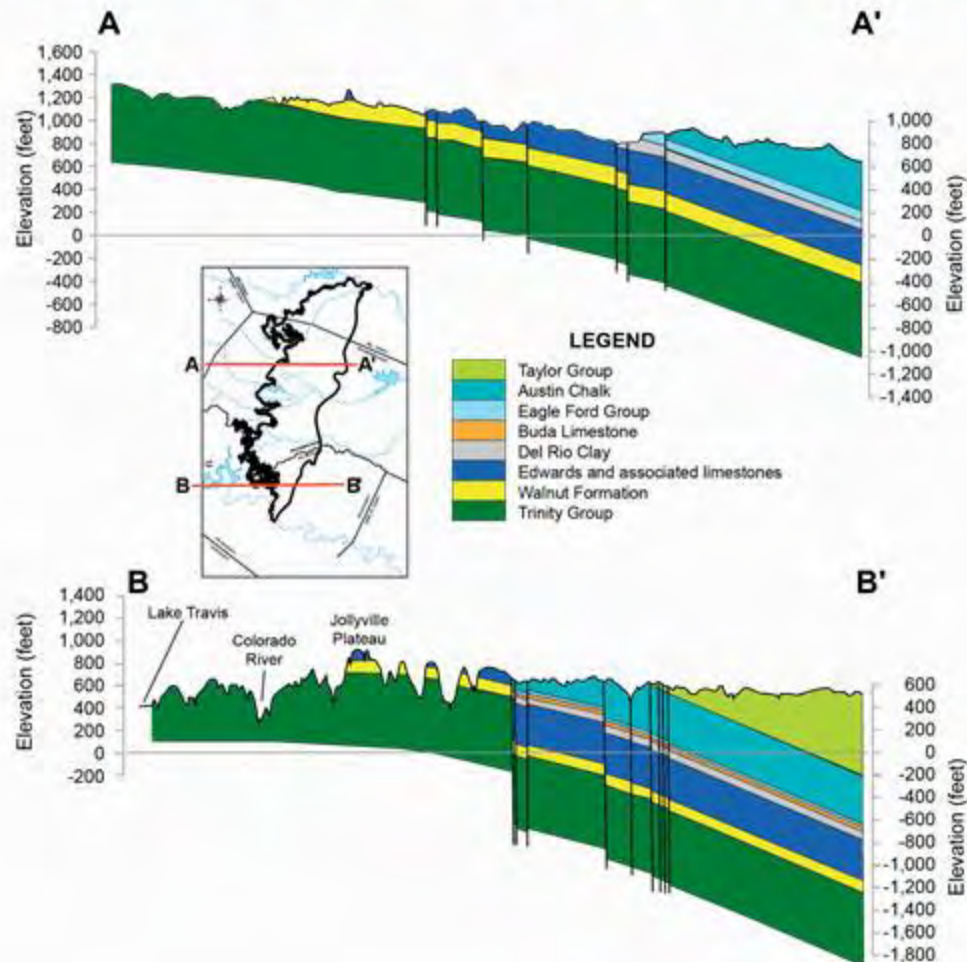 A
A'
1,600
1,400
1,200
1,000
800
600
400
200
0
-200
-400
-600
-800
Elevation (feet)
1,000
800
600
400
200
0
-200
-400
-600
-800
-1,000
-1,200
-1,400
Elevation (feet)
A
A'
B
B'
LEGEND
Taylor Group
Austin Chalk
Eagle Ford Group
Buda Limestone
Del Rio Clay
Edwards and associated limestones
Walnut Formation
Trinity Group
B
B'
1,400
1,200
1,000
800
600
400
200
0
-200
Elevation (feet)
Lake Travis
Colorado
River
Jollyville
Plateau
600
400
200
0
-200
-400
-600
-800
-1,000
-1,200
-1,400
-1,600
-1,800
Elevation (feet)